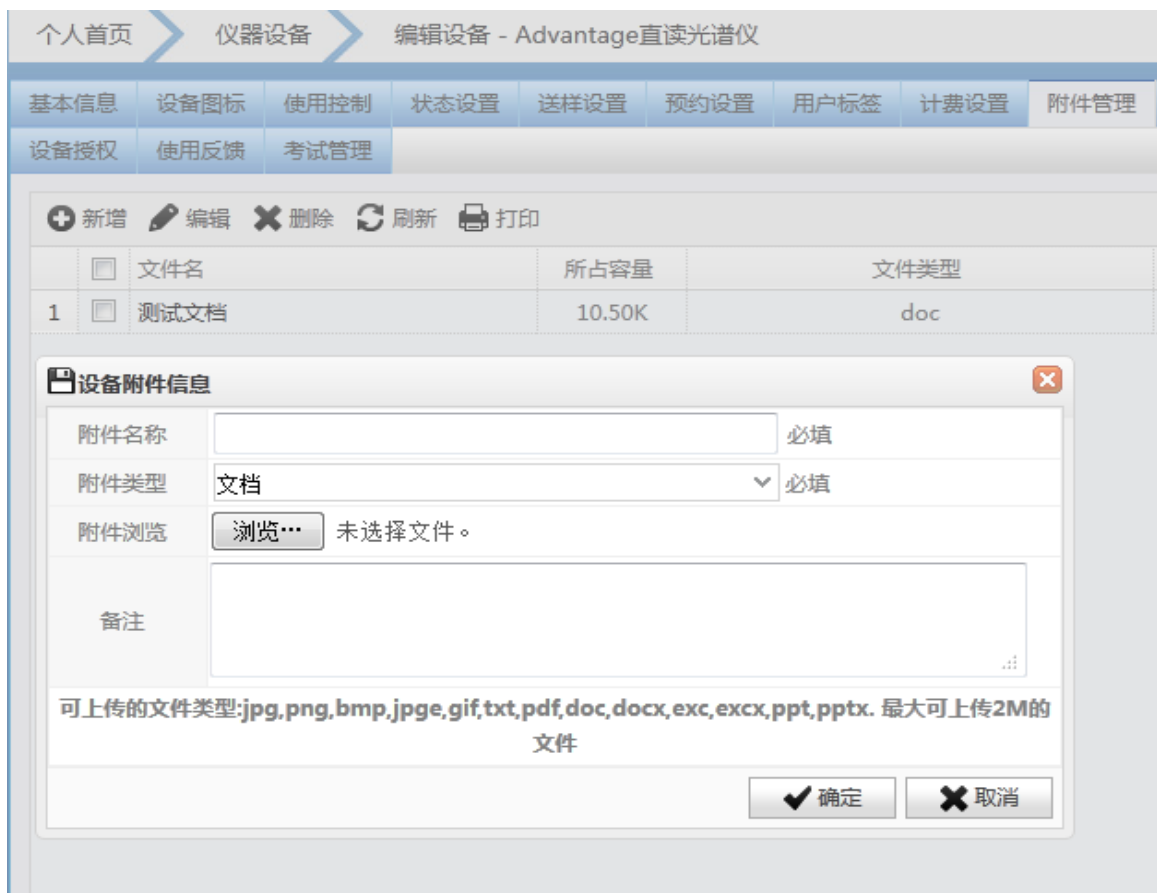 个人首页 仪器设备 编辑设备 - Advantage直读光谱仪
基本信息 设备图标 使用控制 状态设置 送样设置 预约设置 用户标签 计费设置 附件管理
设备授权 使用反馈 考试管理
新增 编辑 删除 刷新 打印
文件名 所占容量 文件类型
1 测试文档 10.50K doc
设备附件信息
附件名称 必填
附件类型 文档 必填
附件浏览 浏览… 未选择文件。
备注
可上传的文件类型:jpg,png,bmp,jpge,gif,txt,pdf,doc,docx,exc,excx,ppt,pptx. 最大可上传2M的
文件
确定 取消